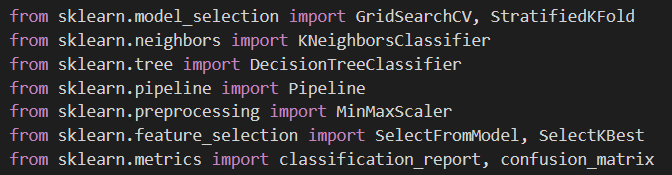 from sklearn.model_selection import GridSearchCV, StratifiedKFold
from sklearn.neighbors import KNeighborsClassifier
from sklearn.tree import DecisionTreeClassifier
from sklearn.pipeline import Pipeline
from sklearn.preprocessing import MinMaxScaler
from sklearn.feature_selection import SelectFromModel, SelectKBest
from sklearn.metrics import classification_report, confusion_matrix